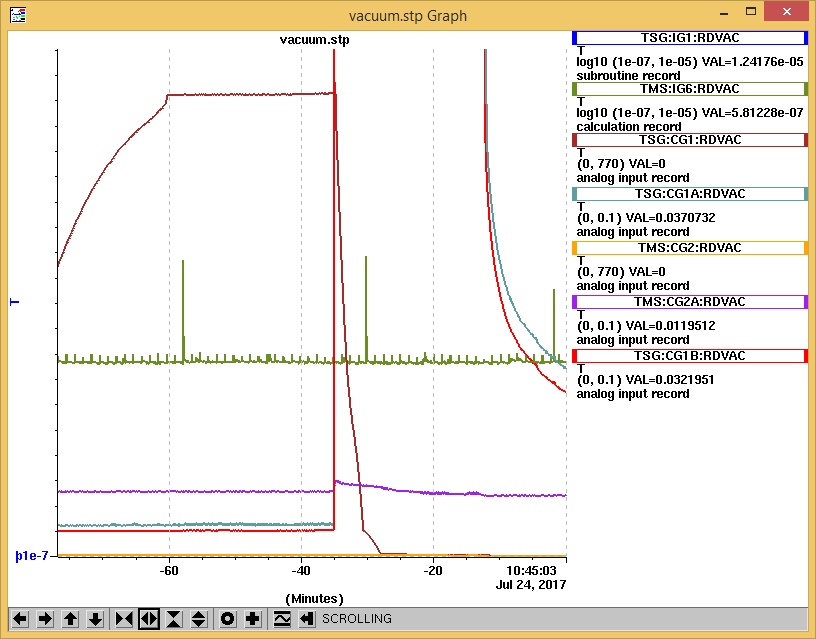 vacuum.stp Graph
vacuum.stp
T
þ1e-7
-60
-40
-20
10:45:03
Jul 24, 2017
(Minutes)
TSG:IG1:RDVAC
T
log10 (1e-07, 1e-05) VAL=1.24176e-05
subroutine record
TMS:IG6:RDVAC
T
log10 (1e-07, 1e-05) VAL=5.81228e-07
calculation record
TSG:CG1:RDVAC
T
(0, 770) VAL=0
analog input record
TSG:CG1A:RDVAC
T
(0, 0.1) VAL=0.0370732
analog input record
TMS:CG2:RDVAC
T
(0, 770) VAL=0
analog input record
TMS:CG2A:RDVAC
T
(0, 0.1) VAL=0.0119512
analog input record
TSG:CG1B:RDVAC
T
(0, 0.1) VAL=0.0321951
analog input record
SCROLLING